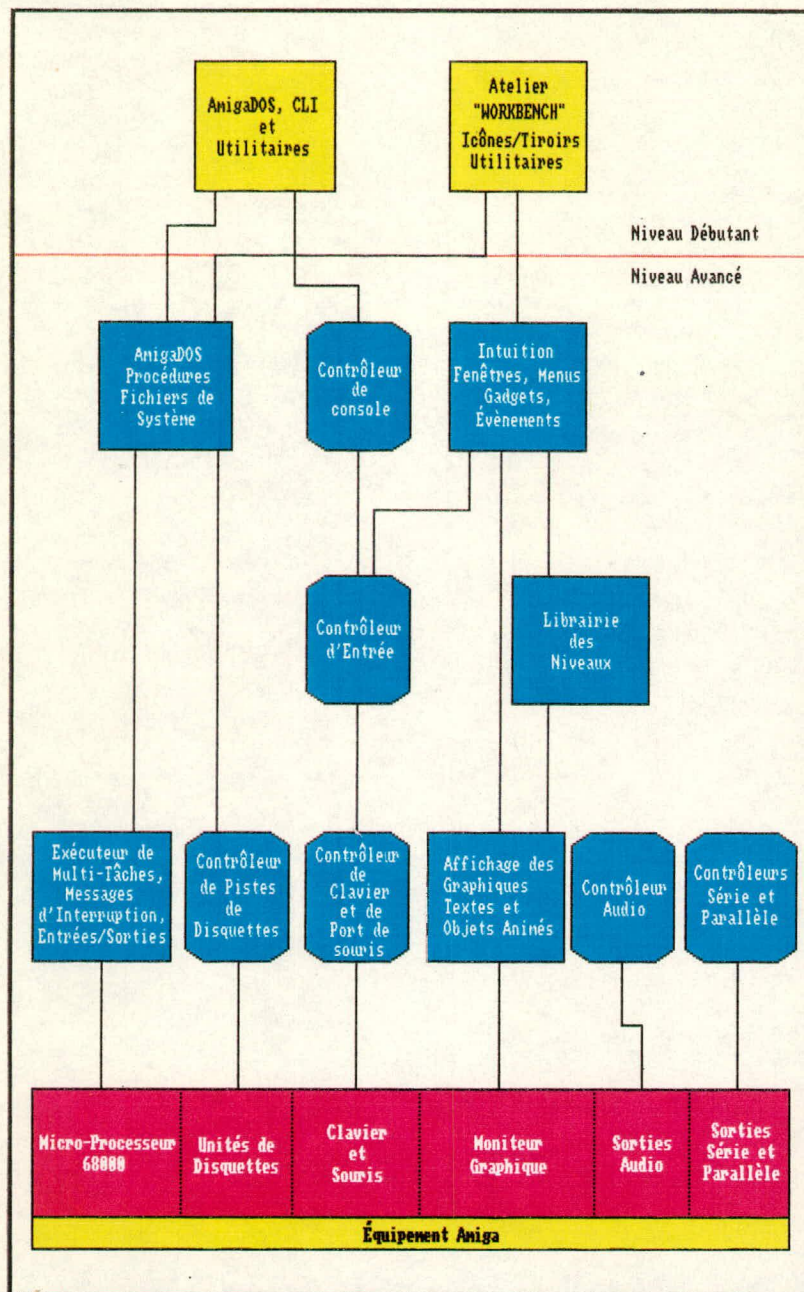 AmigaDOS, CLI
et
Utilitaires
Atelier
"WORKBENCH"
Icônes/Tiroirs
Utilitaires
Niveau Débutant
Niveau Avancé
AmigaDOS
Procédures
Fichiers de
Système
Contrôleur
de
console
Intuition
Fenêtres, Menus
Gadgets,
Évènements
Contrôleur
d'Entrée
Librairie
des
Niveaux
Exécuteur de
Multi-Tâches,
Messages
d'Interruption,
Entrées/Sorties
Contrôleur
de Pistes
de
Disquettes
Contrôleur
de
Clavier
et de
Port de
souris
Affichage des
Graphiques
Textes et
Objets Animés
Contrôleur
Audio
Contrôleurs
Série et
Parallèle
Micro-Processeur
68000
Unités de
Disquettes
Clavier
et
Souris
Moniteur
Graphique
Sorties
Audio
Sorties
Série et
Parallèle
Équipement Amiga